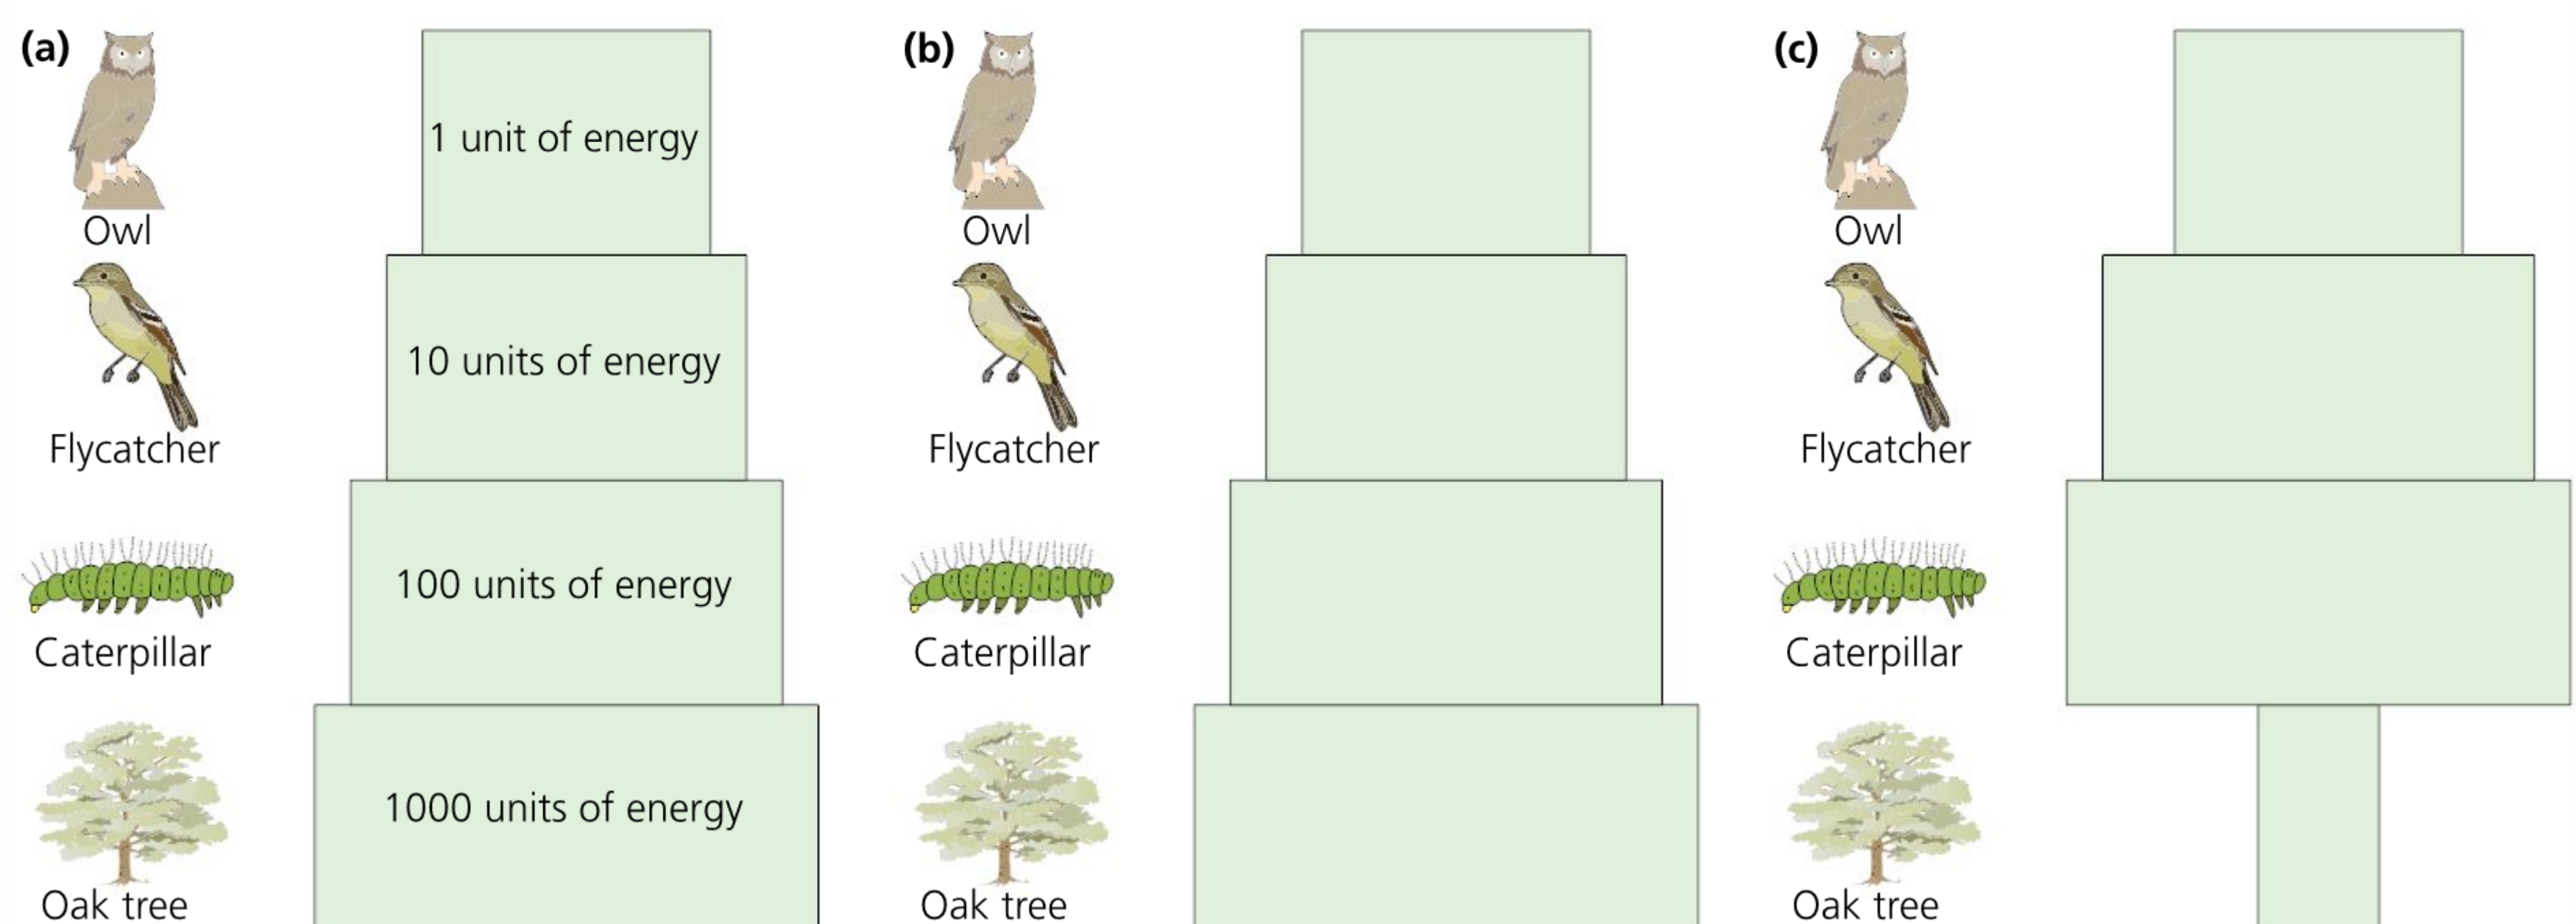 (a)
Owl
1 unit of energy
Flycatcher
10 units of energy
Caterpillar
100 units of energy
Oak tree
1000 units of energy
(b)
Owl
Flycatcher
Caterpillar
Oak tree
(c)
Owl
Flycatcher
Caterpillar
Oak tree